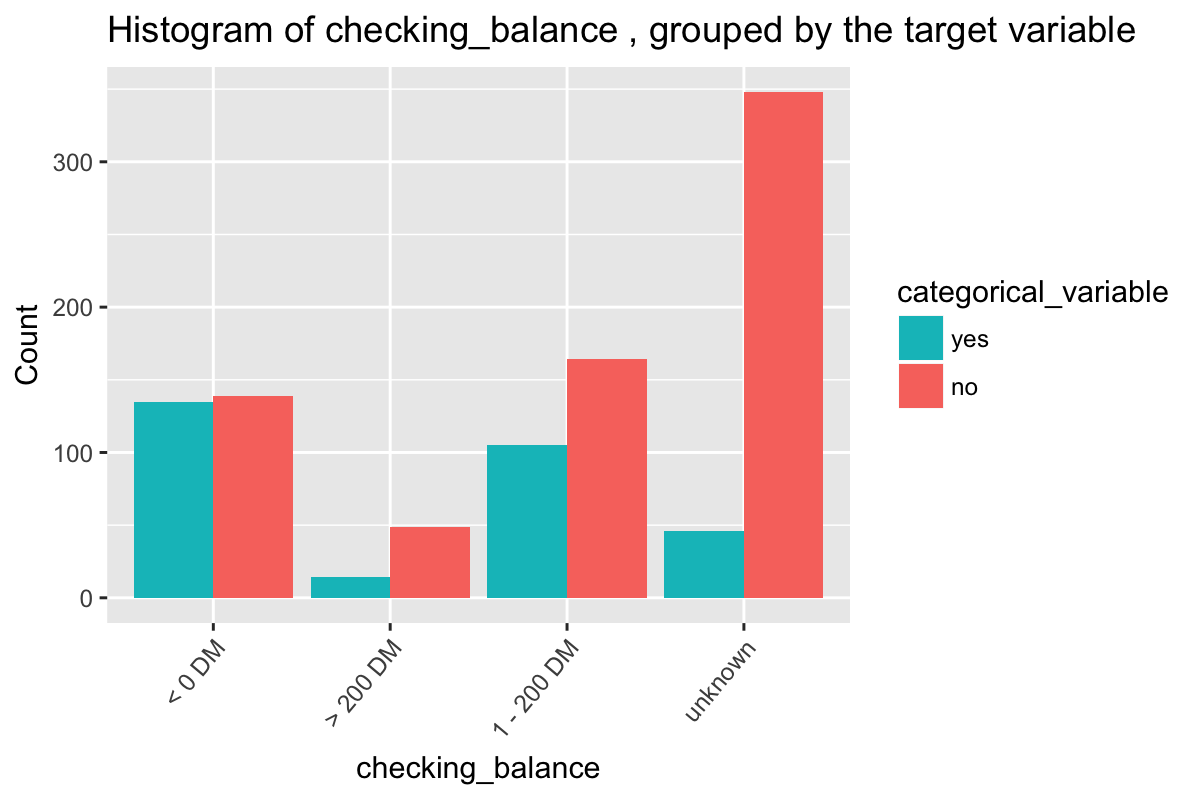 Histogram of checking_balance , grouped by the target variable
300
200
100
0
Count
< 0 DM
> 200 DM
1 - 200 DM
unknown
checking_balance
categorical_variable
yes
no